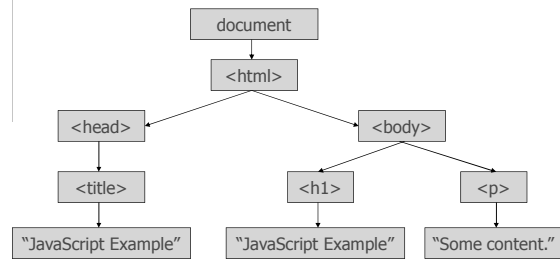 document
<html>
<head>
<body>
<title>
<h1>
<p>
“JavaScript Example”
“JavaScript Example”
“Some content.”